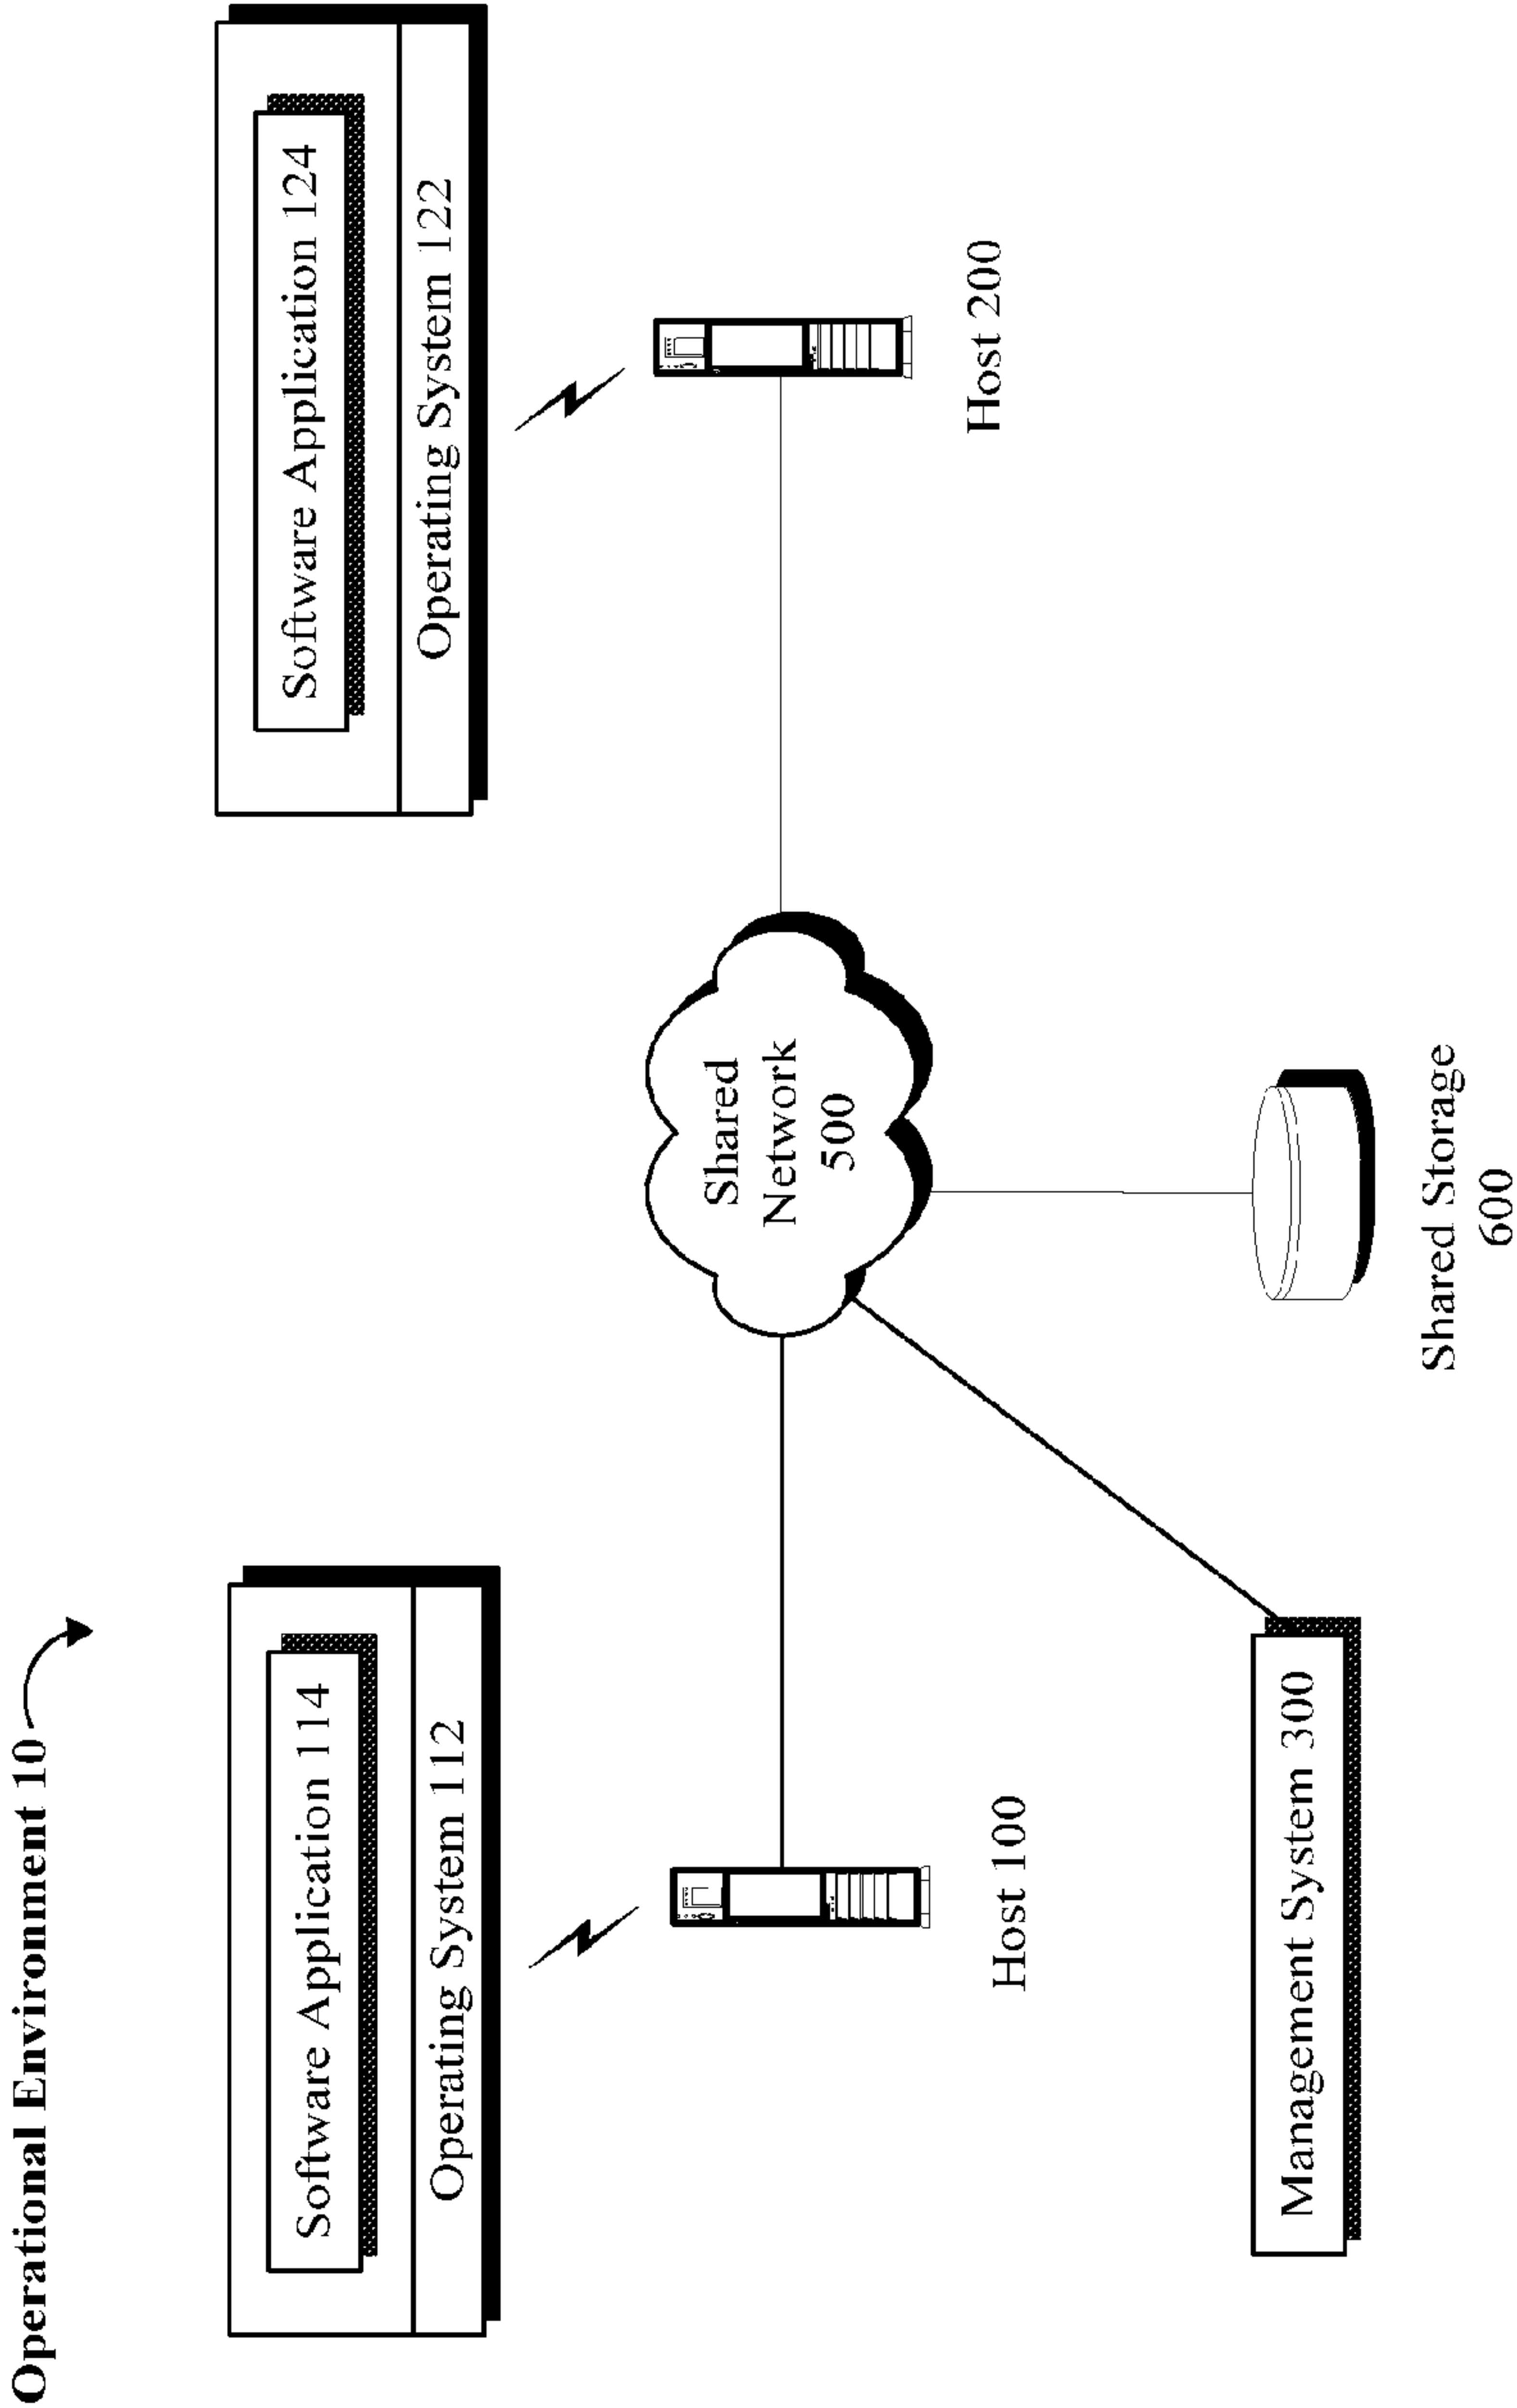 Operational Environment 10
Software Application 114
Operating System 112
Software Application 124
Operating System 122
Host 100
Shared
Network
500
Host 200
Management System 300
Shared Storage
600